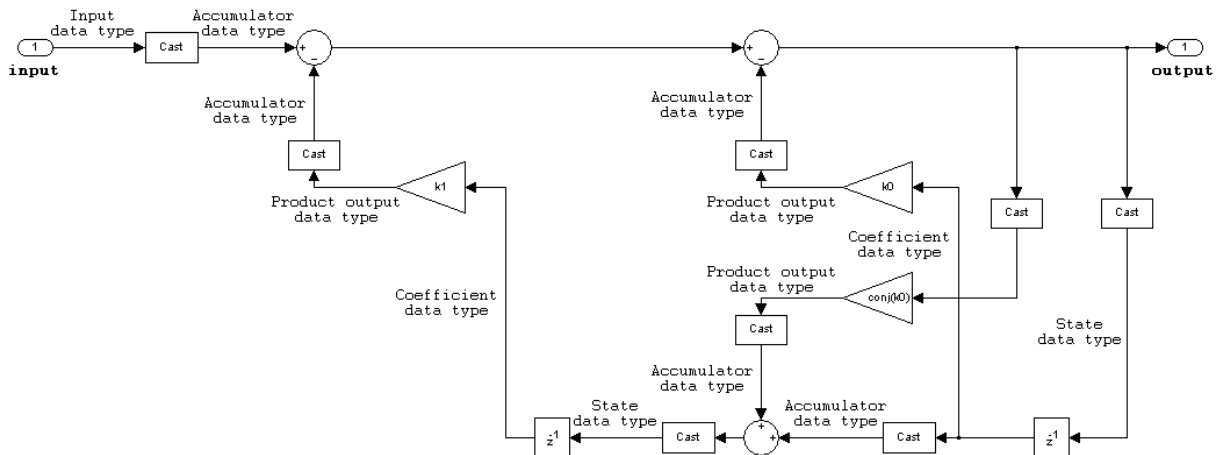 Input
data type
Accumulator
data type
1
Cast
input
+
−
+
−
1
output
Accumulator
data type
Accumulator
data type
Cast
Cast
k1
k0
Cast
Cast
Product output
data type
Product output
data type
Coefficient
data type
Product output
data type
Coefficient
data type
conj(k0)
Cast
State
data type
Accumulator
data type
State
data type
Accumulator
data type
+
+
z-1
Cast
Cast
z-1